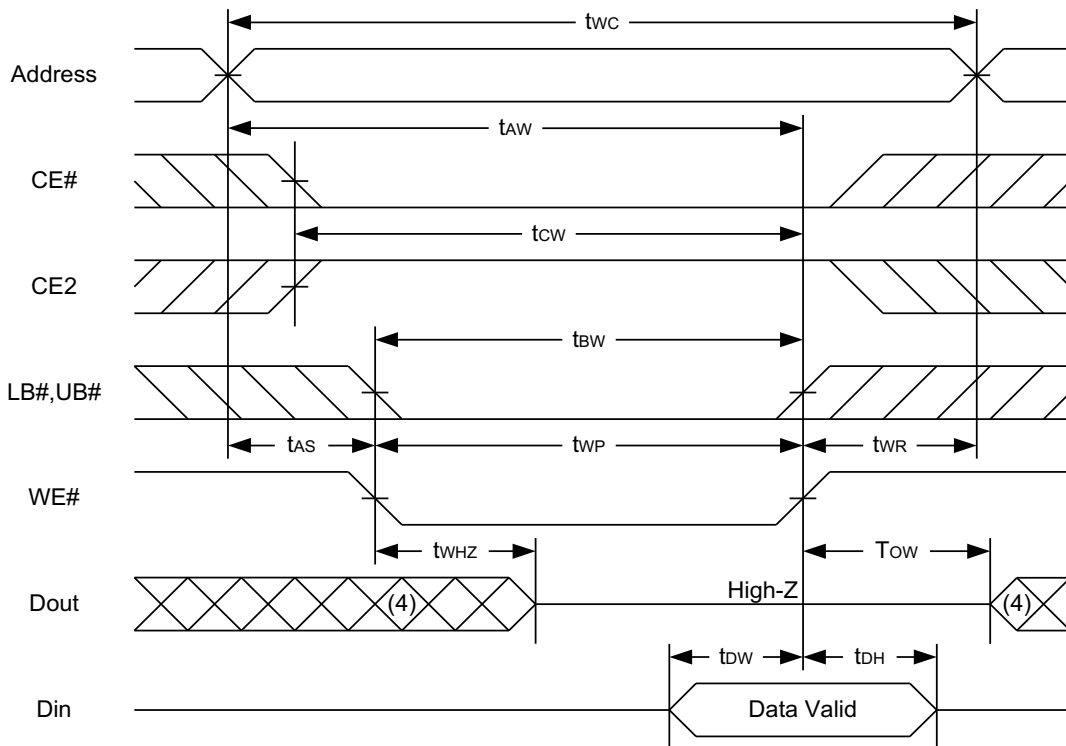 tWC
Address
tAW
CE#
tCW
CE2
tBW
LB#,UB#
tAS
tWP
tWR
WE#
tWHZ
TOW
Dout
(4)
High-Z
(4)
tDW
tDH
Din
Data Valid